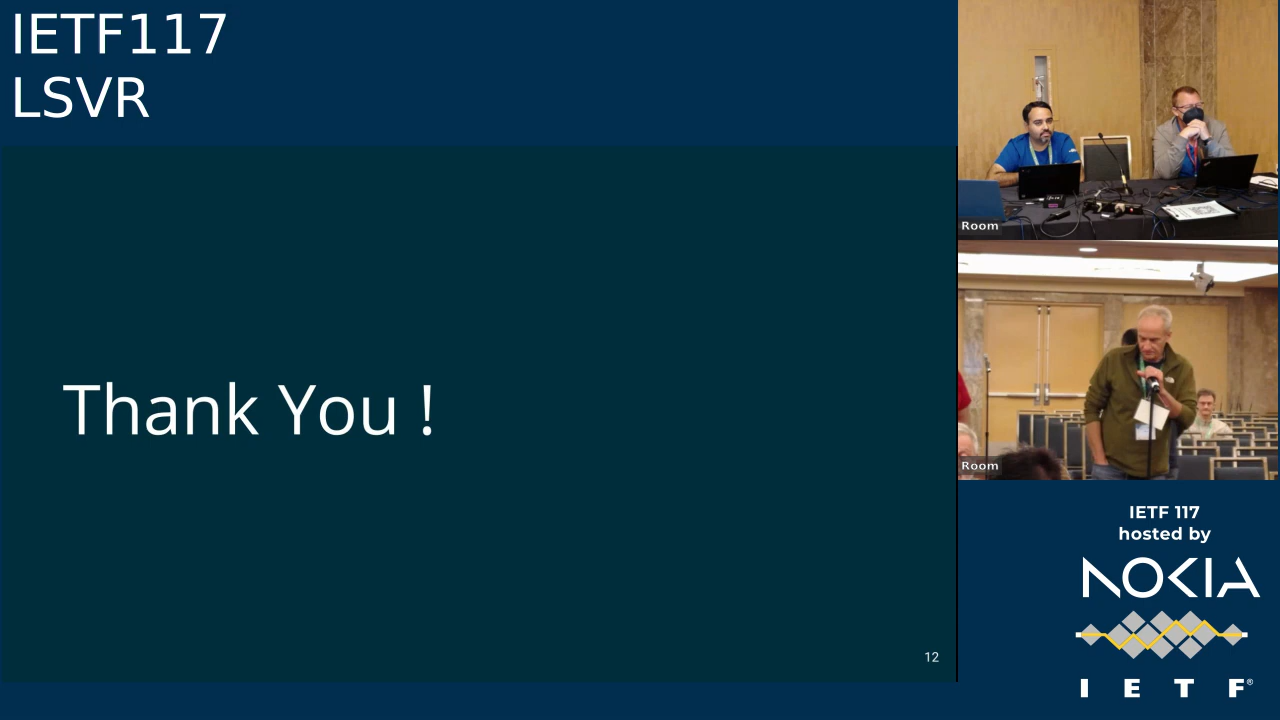 IETF117
LSVR
Thank You !
12
Room
Room
IETF 117
hosted by
NOKIA
I E T F®